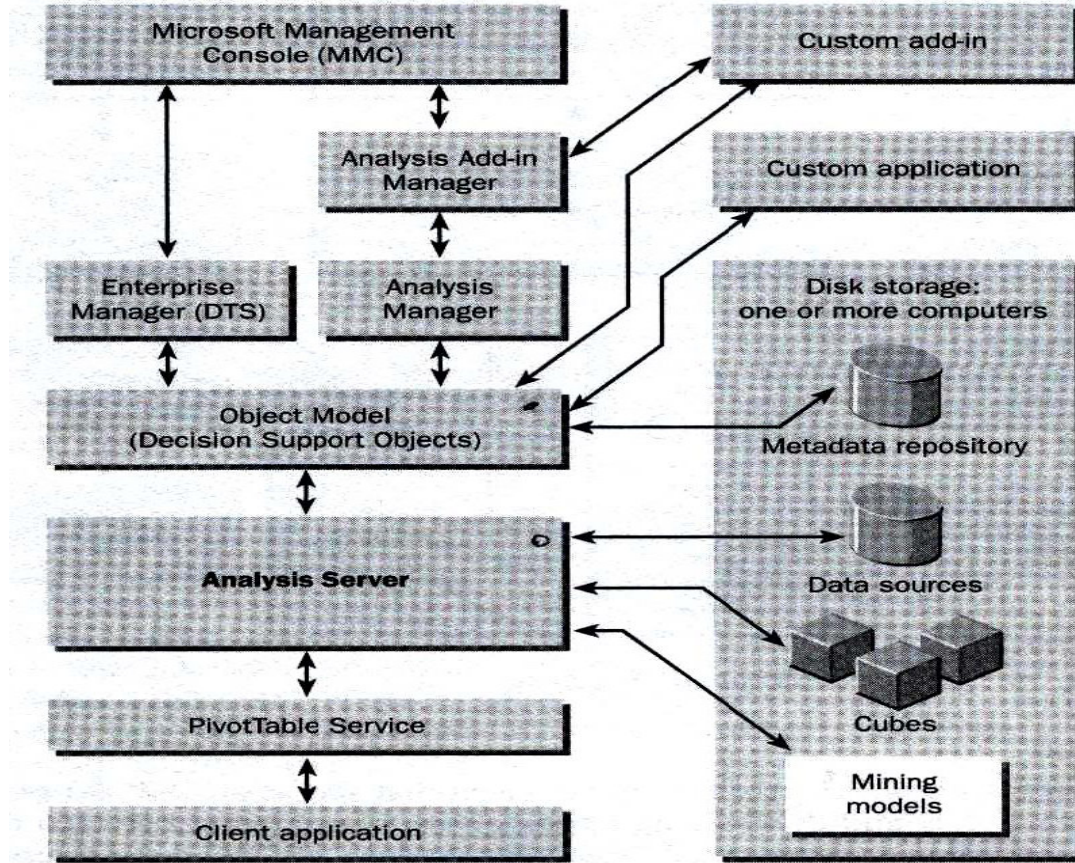 Microsoft Management
Console (MMC)
Custom add-in
Analysis Add-in
Manager
Custom application
Enterprise
Manager (DTS)
Analysis
Manager
Disk storage:
one or more computers
Object Model
(Decision Support Objects)
Metadata repository
Analysis Server
Data sources
PivotTable Service
Cubes
Mining
models
Client application